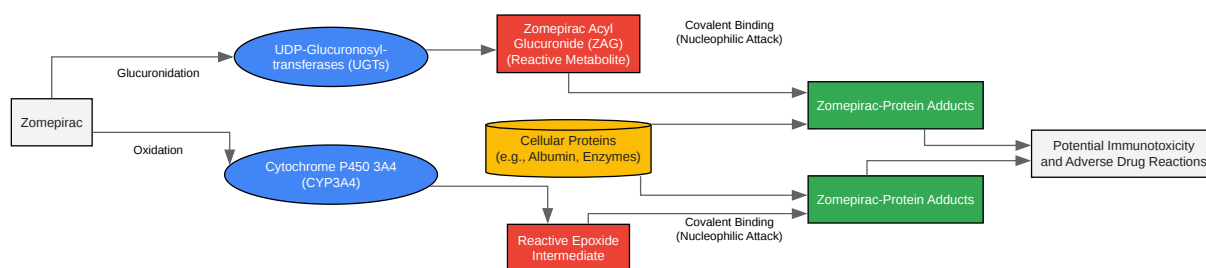 Zomepirac
Glucuronidation
Oxidation
UDP-Glucuronosyl-
transferases (UGTs)
Cytochrome P450 3A4
(CYP3A4)
Zomepirac Acyl
Glucuronide (ZAG)
(Reactive Metabolite)
Cellular Proteins
(e.g., Albumin, Enzymes)
Reactive Epoxide
Intermediate
Covalent Binding
(Nucleophilic Attack)
Covalent Binding
(Nucleophilic Attack)
Zomepirac-Protein Adducts
Zomepirac-Protein Adducts
Potential Immunotoxicity
and Adverse Drug Reactions